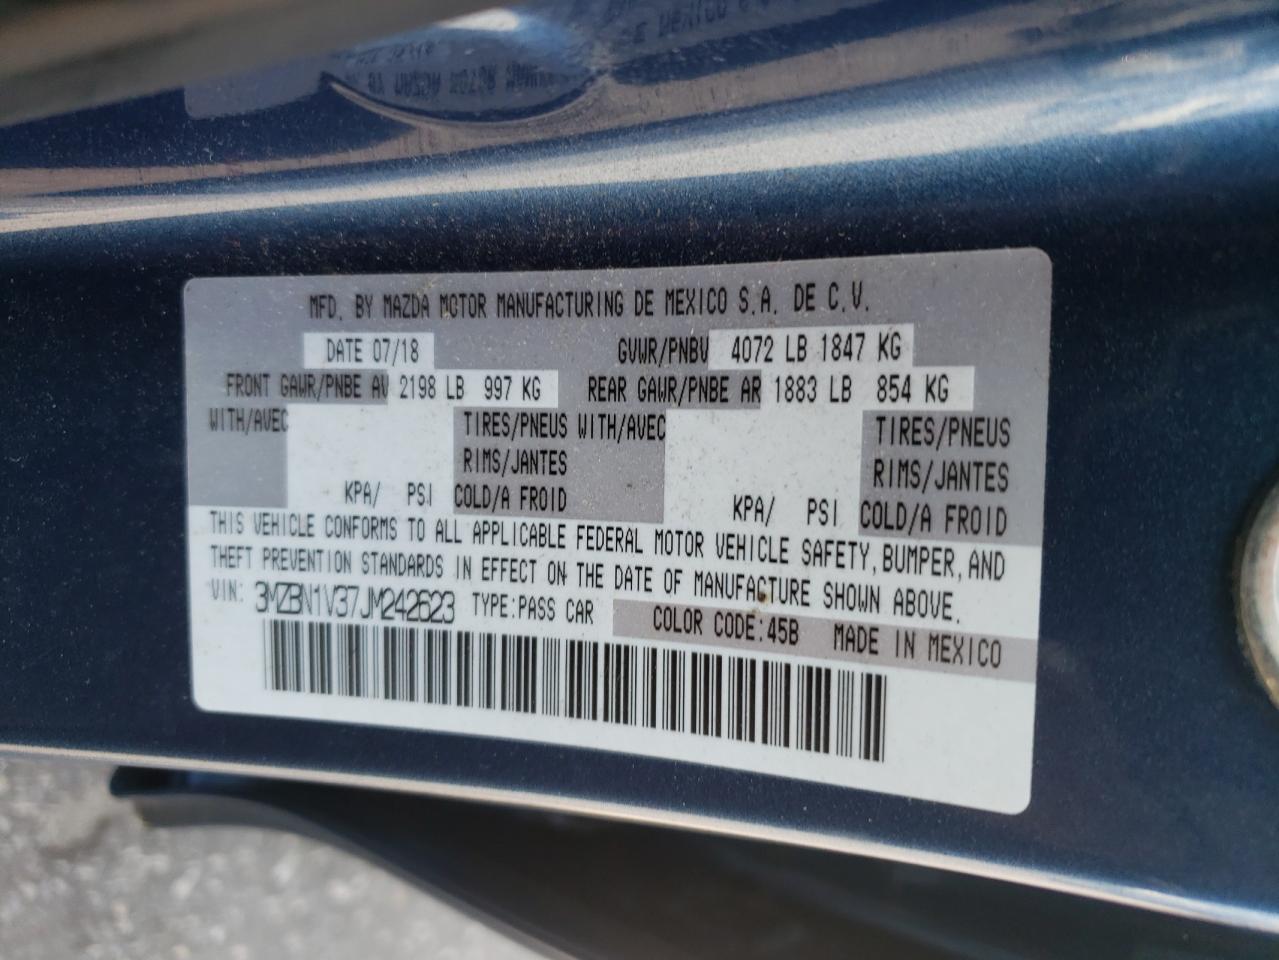 MFD. BY MAZDA MOTOR MANUFACTURING DE MEXICO S.A. DE C.V.
DATE 07/18 GVWR/PNBV 4072 LB 1847 KG
FRONT GAWR/PNBE AV 2198 LB 997 KG REAR GAWR/PNBE AR 1883 LB 854 KG
WITH/AVEC TIRES/PNEUS WITH/AVEC TIRES/PNEUS
RIMS/JANTES RIMS/JANTES
KPA/ PSI COLD/A FROID KPA/ PSI COLD/A FROID
THIS VEHICLE CONFORMS TO ALL APPLICABLE FEDERAL MOTOR VEHICLE SAFETY, BUMPER, AND
THEFT PREVENTION STANDARDS IN EFFECT ON THE DATE OF MANUFACTURE SHOWN ABOVE.
VIN: 3MZBN1V37JM242623 TYPE:PASS CAR COLOR CODE:45B MADE IN MEXICO